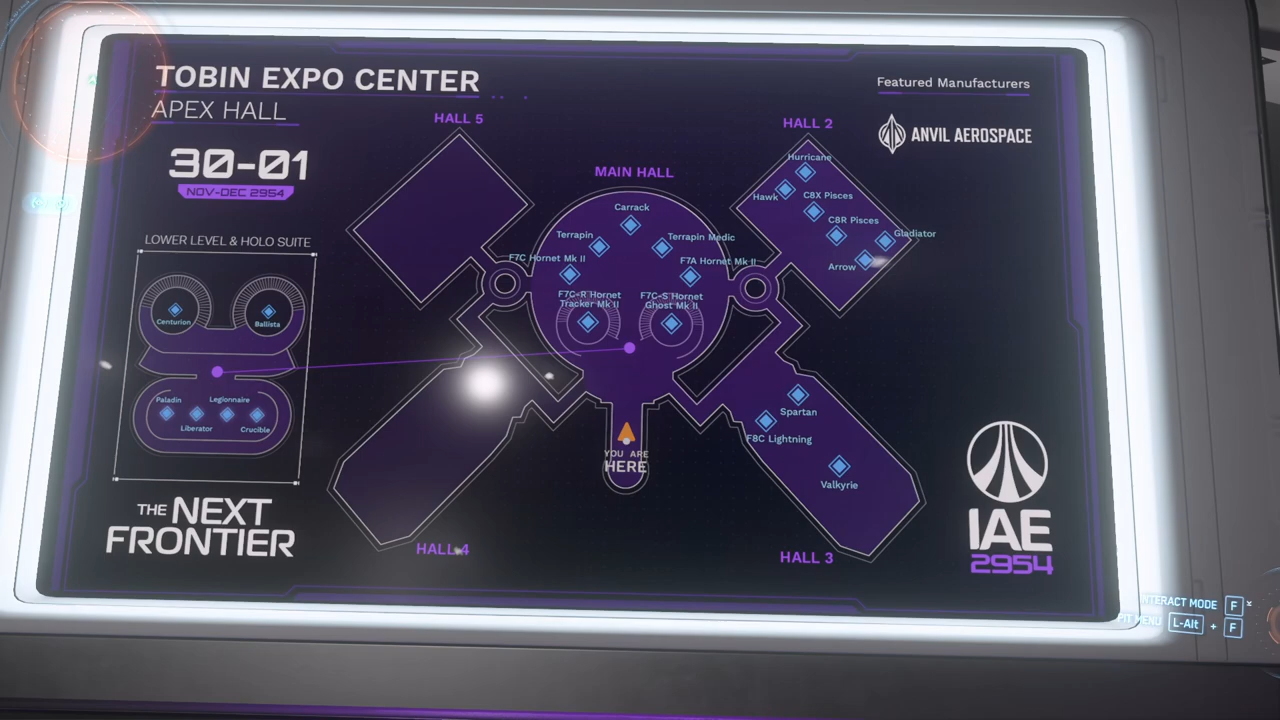 TOBIN EXPO CENTER
APEX HALL
30-01
NOV-DEC 2954
Featured Manufacturers
ANVIL AEROSPACE
HALL 5
HALL 2
MAIN HALL
Hurricane
Hawk
C8X Pisces
C8R Pisces
Gladiator
Arrow
Carrack
Terrapin
Terrapin Medic
F7C Hornet Mk II
F7A Hornet Mk II
F7C-R Hornet
Tracker Mk II
F7C-S Hornet
Ghost Mk II
LOWER LEVEL & HOLO SUITE
Centurion
Ballista
Paladin
Legionnaire
Liberator
Crucible
Spartan
F8C Lightning
Valkyrie
YOU ARE
HERE
THE NEXT
FRONTIER
HALL 4
HALL 3
IAE
2954
INTERACT MODE F
MENU L-Alt + F